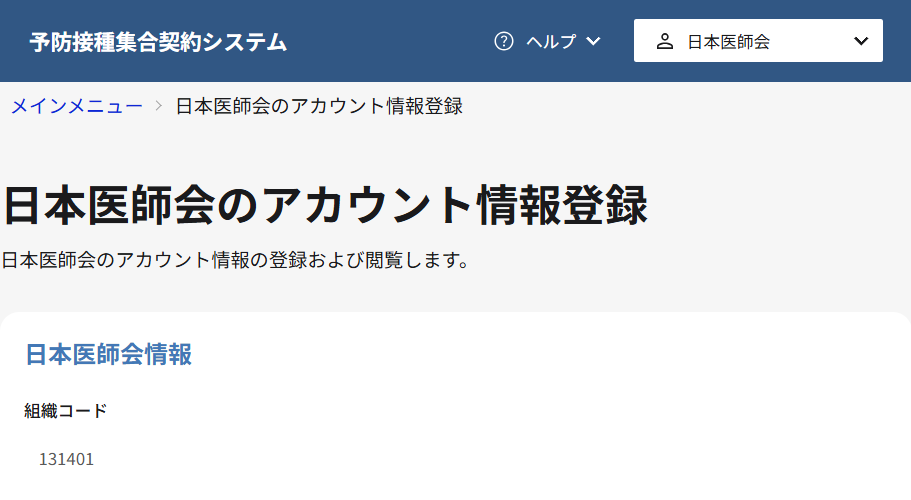 予防接種集合契約システム
ヘルプ
日本医師会
メインメニュー > 日本医師会のアカウント情報登録
日本医師会のアカウント情報登録
日本医師会のアカウント情報の登録および閲覧します。
日本医師会情報
組織コード
131401